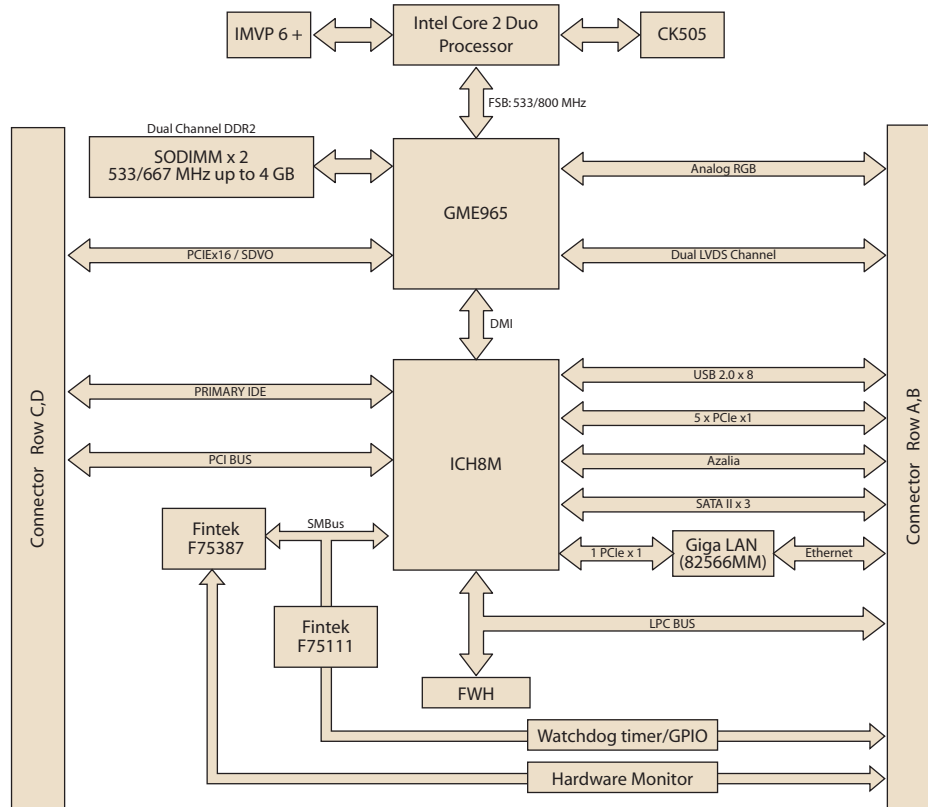 IMVP 6 +
Intel Core 2 Duo
Processor
CK505
FSB: 533/800 MHz
Dual Channel DDR2
SODIMM x 2
533/667 MHz up to 4 GB
GME965
Analog RGB
PCIEx16 / SDVO
Dual LVDS Channel
DMI
Connector Row C,D
Connector Row A,B
PRIMARY IDE
PCI BUS
ICH8M
USB 2.0 x 8
5 x PCIe x1
Azalia
SATA II x 3
Fintek
F75387
SMBus
1 PCIe x 1
Giga LAN
(82566MM)
Ethernet
Fintek
F75111
LPC BUS
FWH
Watchdog timer/GPIO
Hardware Monitor